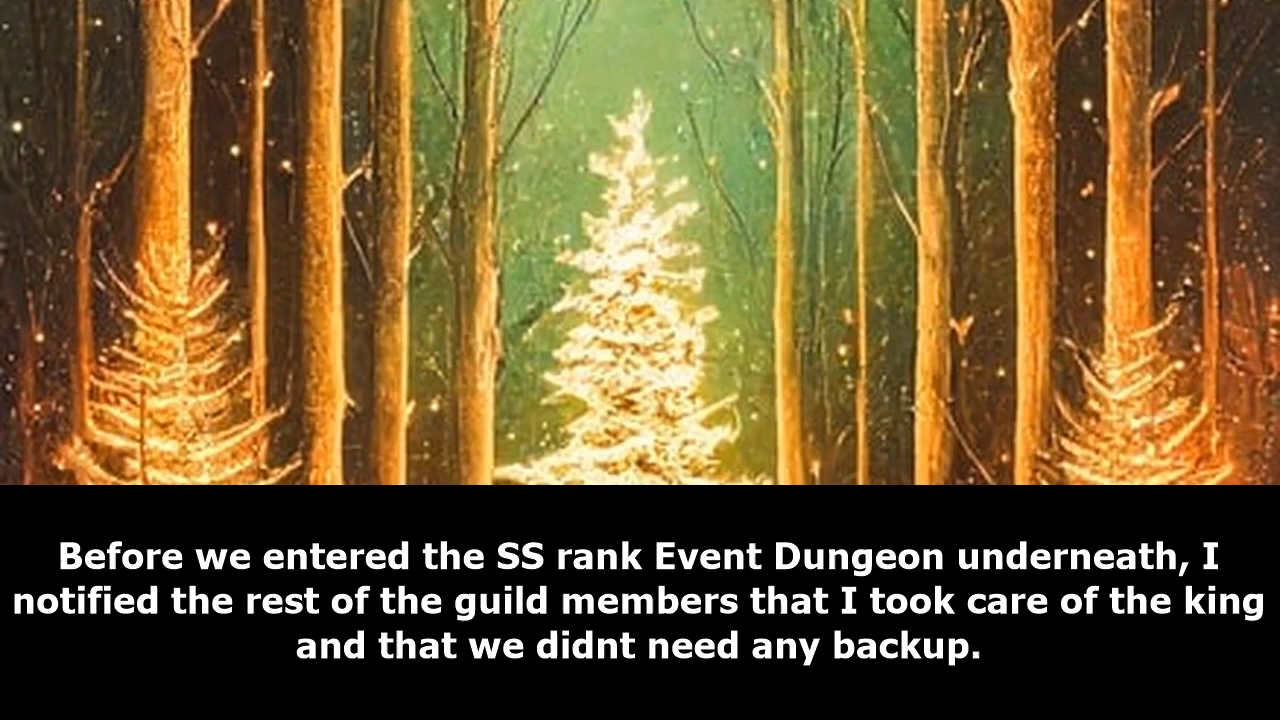 Before we entered the SS rank Event Dungeon underneath, I
notified the rest of the guild members that I took care of the king
and that we didnt need any backup.